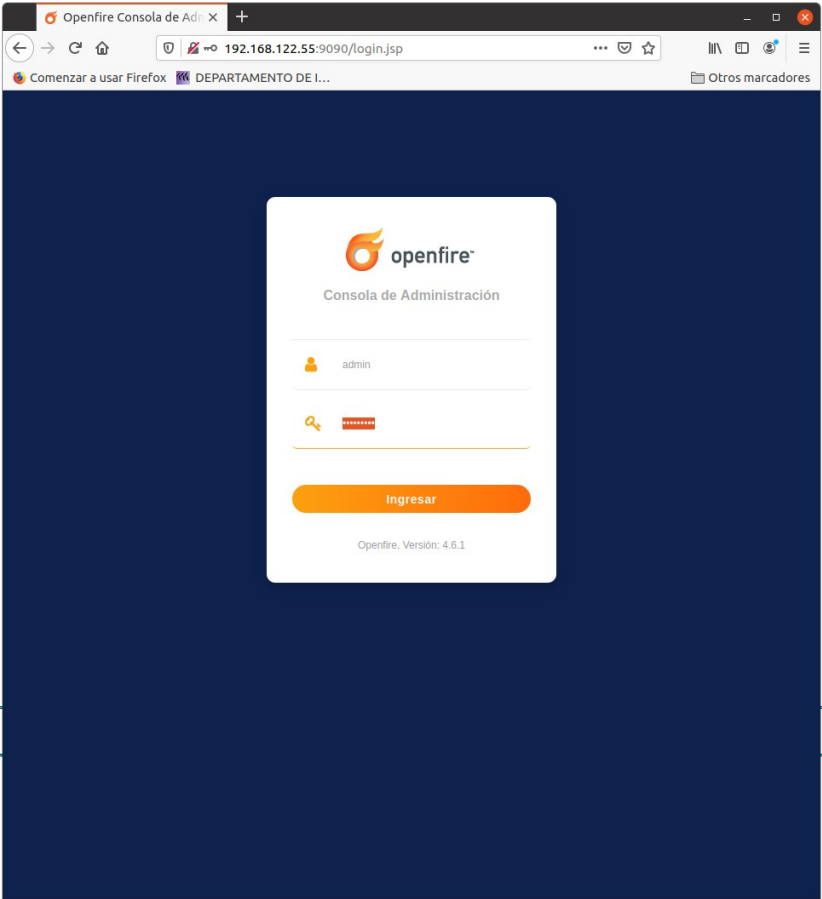 Openfire Consola de Adn
192.168.122.55:9090/login.jsp
Comenzar a usar Firefox DEPARTAMENTO DE I... Otros marcadores
openfire™
Consola de Administración
admin
•••••••••
Ingresar
Openfire, Versión: 4.6.1